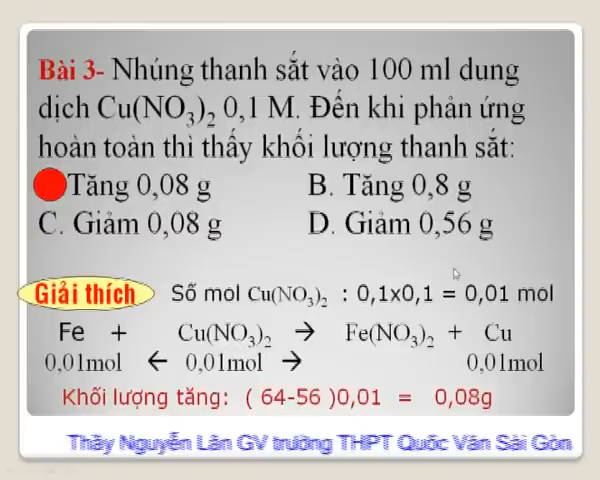 Bài 3- Nhúng thanh sắt vào 100 ml dung
dịch Cu(NO₃)₂ 0,1 M. Đến khi phản ứng
hoàn toàn thì thấy khối lượng thanh sắt:
Tăng 0,08 g B. Tăng 0,8 g
C. Giảm 0,08 g D. Giảm 0,56 g
Giải thích Số mol Cu(NO₃)₂ : 0,1x0,1 = 0,01 mol
Fe + Cu(NO₃)₂ → Fe(NO₃)₂ + Cu
0,01mol ← 0,01mol → 0,01mol
Khối lượng tăng: ( 64-56 )0,01 = 0,08g
Thầy Nguyễn Lân GV trường THPT Quốc Văn Sài Gòn